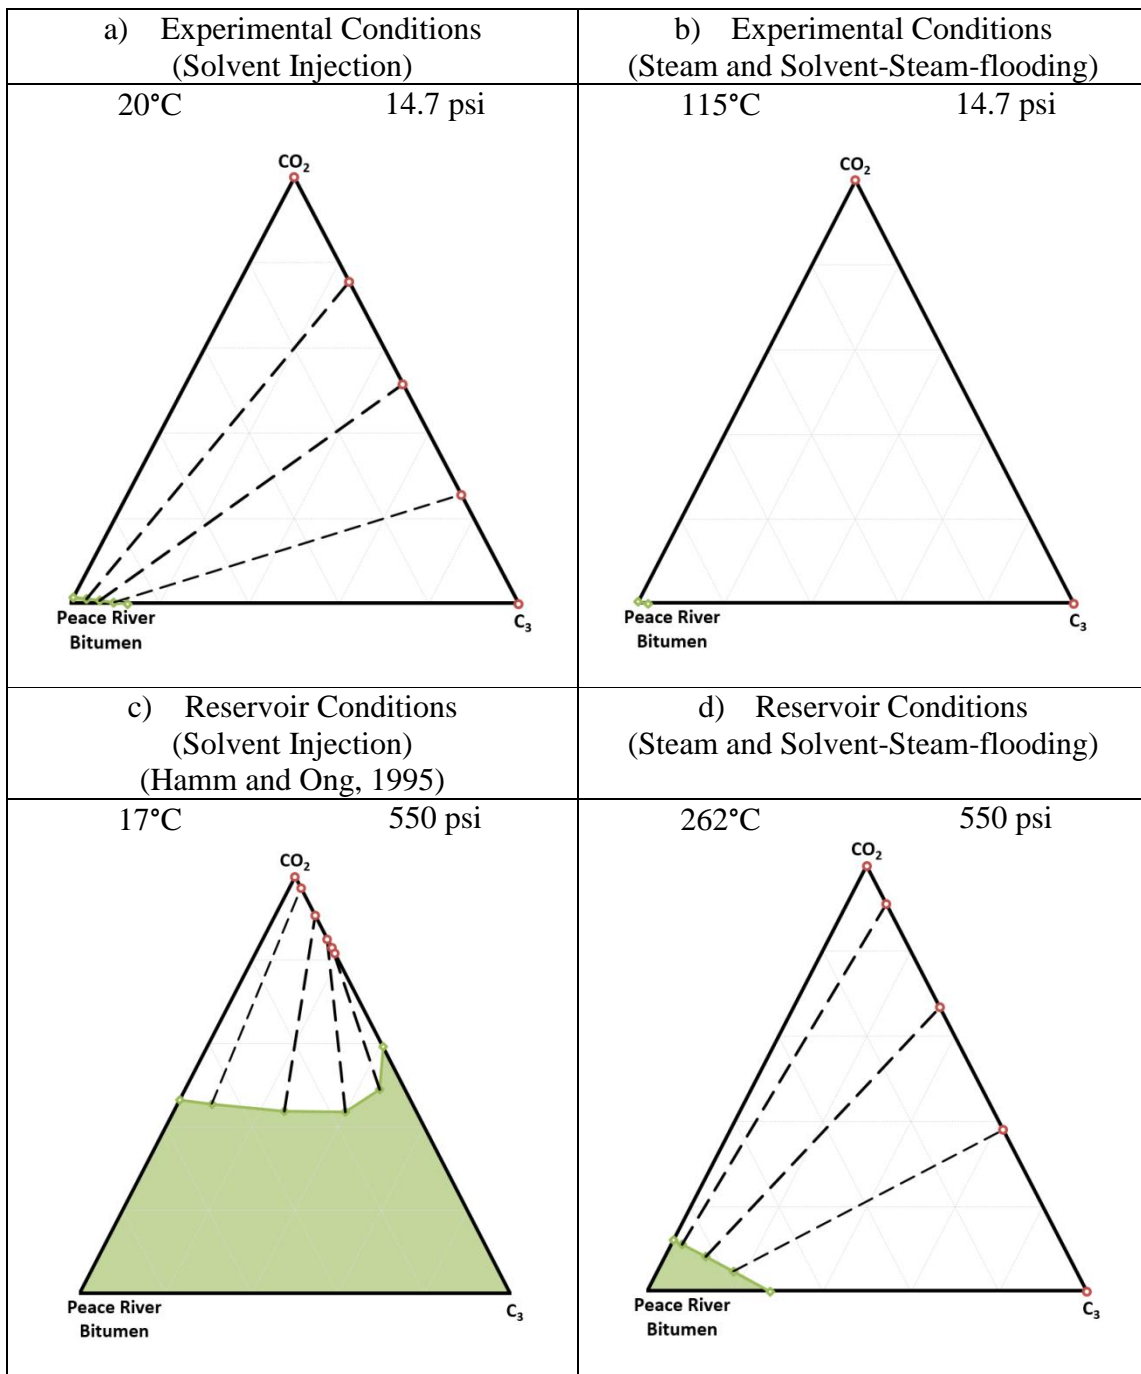 a) Experimental Conditions
(Solvent Injection)
b) Experimental Conditions
(Steam and Solvent-Steam-flooding)
20°C 14.7 psi
CO₂
Peace River
Bitumen
C₃
115°C 14.7 psi
CO₂
Peace River
Bitumen
C₃
c) Reservoir Conditions
(Solvent Injection)
(Hamm and Ong, 1995)
d) Reservoir Conditions
(Steam and Solvent-Steam-flooding)
17°C 550 psi
CO₂
Peace River
Bitumen
C₃
262°C 550 psi
CO₂
Peace River
Bitumen
C₃